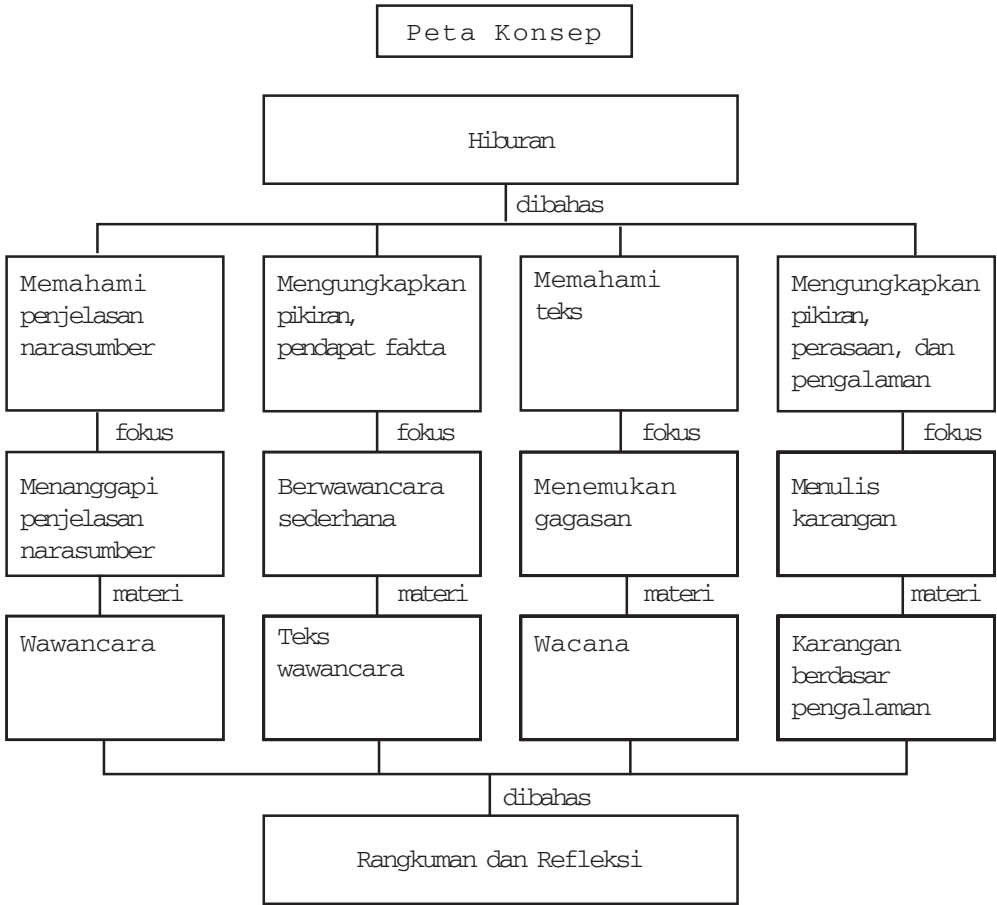 Peta Konsep
Hiburan
dibahas
Memahami
penjelasan
narasumber
Mengungkapkan
pikiran,
pendapat fakta
Memahami
teks
Mengungkapkan
pikiran,
perasaan, dan
pengalaman
fokus
fokus
fokus
fokus
Menanggapi
penjelasan
narasumber
Berwawancara
sederhana
Menemukan
gagasan
Menulis
karangan
materi
materi
materi
materi
Wawancara
Teks
wawancara
Wacana
Karangan
berdasar
pengalaman
dibahas
Rangkuman dan Refleksi